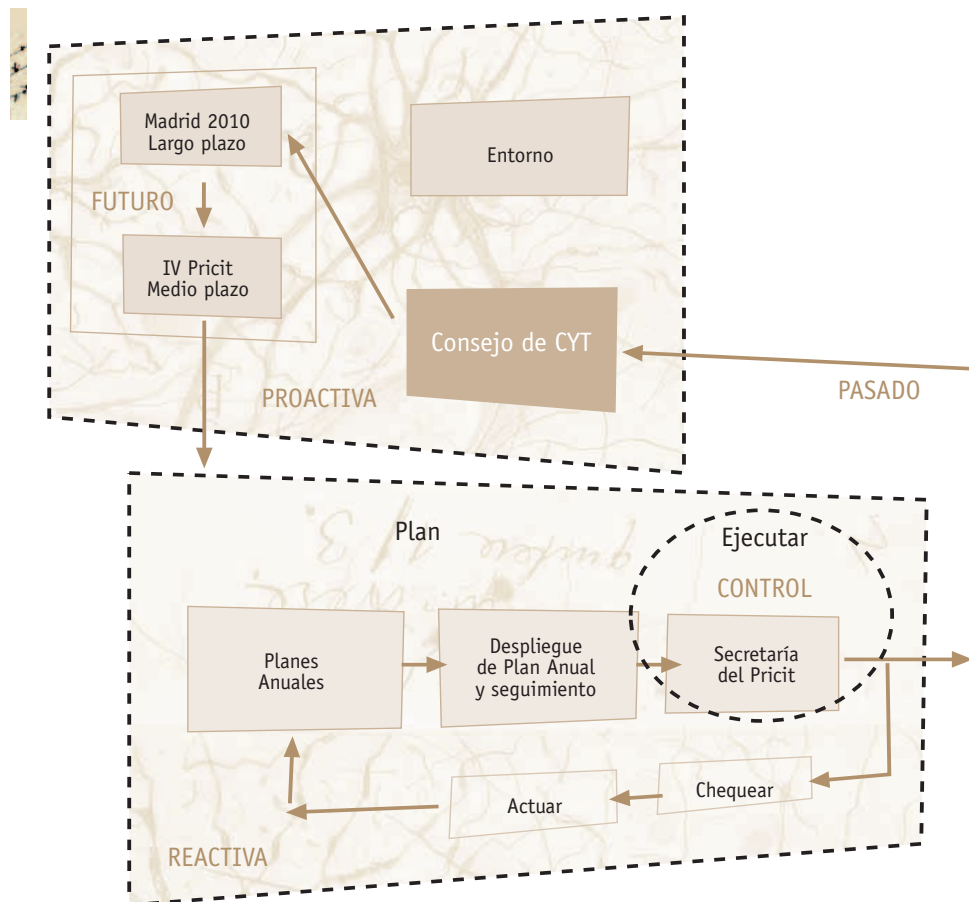 Madrid 2010
Largo plazo
Entorno
FUTURO
IV Pricit
Medio plazo
Consejo de CYT
PROACTIVA
PASADO
Plan
Ejecutar
CONTROL
Planes
Anuales
Despliegue
de Plan Anual
y seguimiento
Secretaría
del Pricit
Chequear
Actuar
REACTIVA